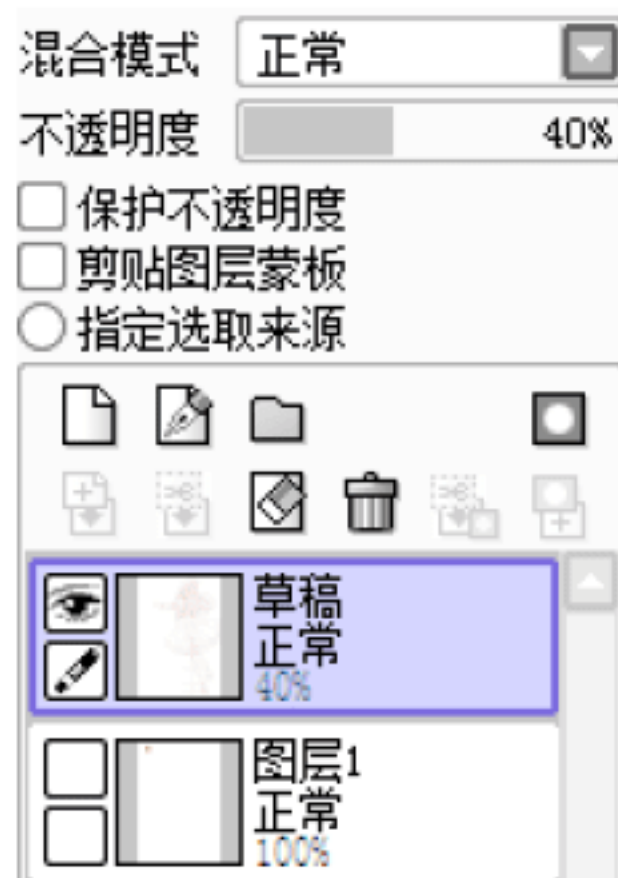 混合模式 正常
不透明度 40%
保护不透明度
剪贴图层蒙板
指定选取来源
草稿
正常
40%
图层1
正常
100%